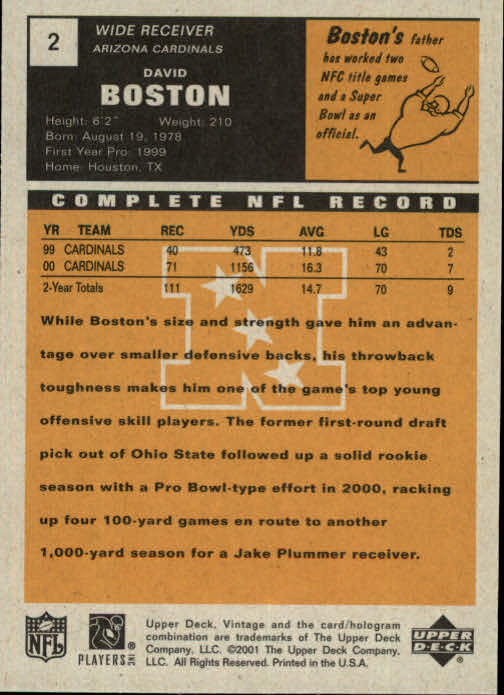 2
WIDE RECEIVER
ARIZONA CARDINALS
DAVID
BOSTON
Height: 6'2" Weight: 210
Born: August 19, 1978
First Year Pro: 1999
Home: Houston, TX
Boston's father
has worked two
NFC title games
and a Super
Bowl as an
official.
COMPLETE NFL RECORD
YR TEAM REC YDS AVG LG TDS
99 CARDINALS 40 473 11.8 43 2
00 CARDINALS 71 1156 16.3 70 7
2-Year Totals 111 1629 14.7 70 9
While Boston's size and strength gave him an advan-
tage over smaller defensive backs, his throwback
toughness makes him one of the game's top young
offensive skill players. The former first-round draft
pick out of Ohio State followed up a solid rookie
season with a Pro Bowl-type effort in 2000, racking
up four 100-yard games en route to another
1,000-yard season for a Jake Plummer receiver.
NFL
PLAYERS INC
Upper Deck, Vintage and the card/hologram
combination are trademarks of The Upper Deck
Company, LLC. ©2001 The Upper Deck Company,
LLC. All Rights Reserved. Printed in the U.S.A.
UPPER
DECK